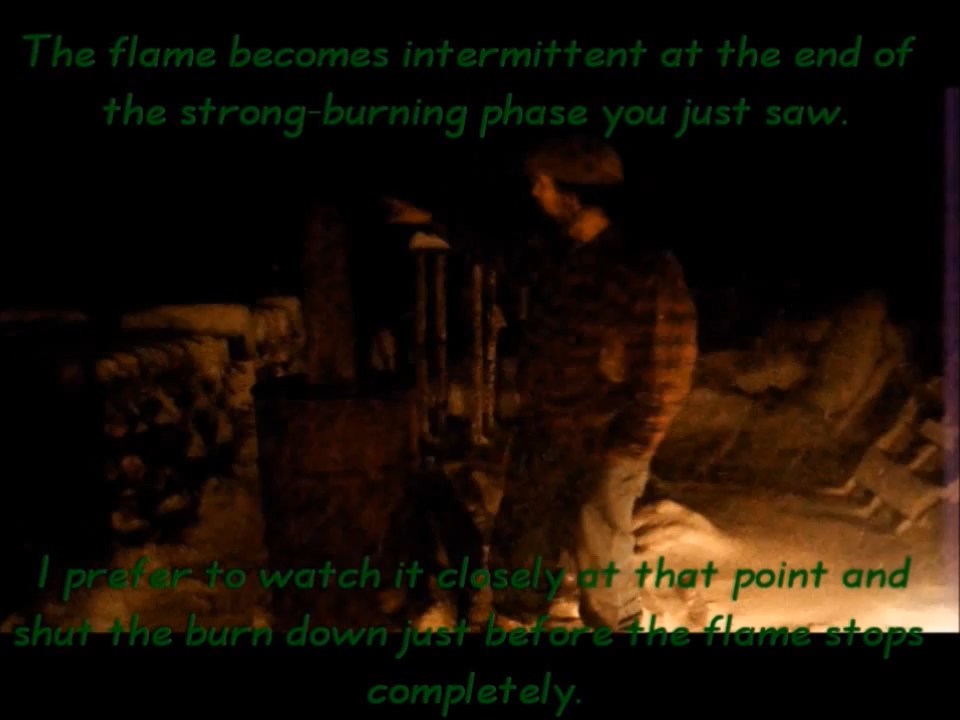 The flame becomes intermittent at the end of
the strong-burning phase you just saw.
I prefer to watch it closely at that point and
shut the burn down just before the flame stops
completely.